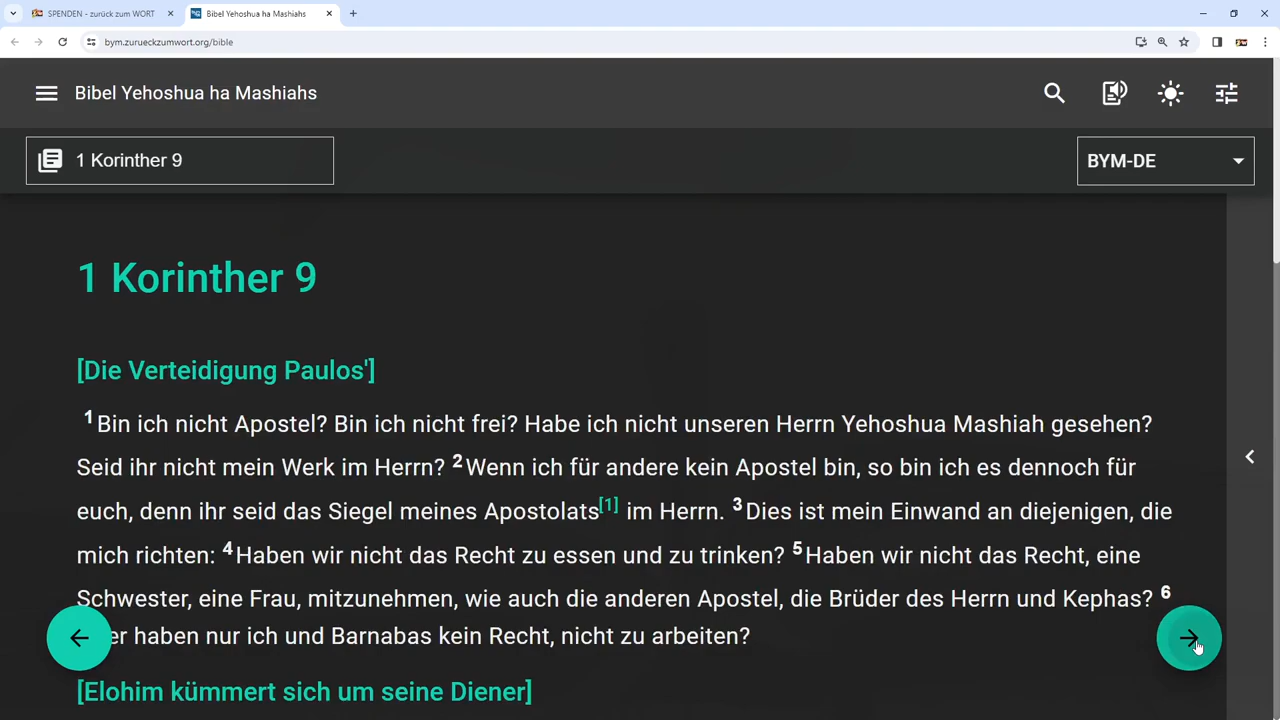 SPENDEN - zurück zum WORT
Bibel Yehoshua ha Mashiahs
bym.zurueckzumwort.org/bible
Bibel Yehoshua ha Mashiahs
1 Korinther 9
BYM-DE
1 Korinther 9
[Die Verteidigung Paulos']
1 Bin ich nicht Apostel? Bin ich nicht frei? Habe ich nicht unseren Herrn Yehoshua Mashiah gesehen?
Seid ihr nicht mein Werk im Herrn? 2 Wenn ich für andere kein Apostel bin, so bin ich es dennoch für
euch, denn ihr seid das Siegel meines Apostolats[1] im Herrn. 3 Dies ist mein Einwand an diejenigen, die
mich richten: 4 Haben wir nicht das Recht zu essen und zu trinken? 5 Haben wir nicht das Recht, eine
Schwester, eine Frau, mitzunehmen, wie auch die anderen Apostel, die Brüder des Herrn und Kephas? 6
haben nur ich und Barnabas kein Recht, nicht zu arbeiten?
[Elohim kümmert sich um seine Diener]